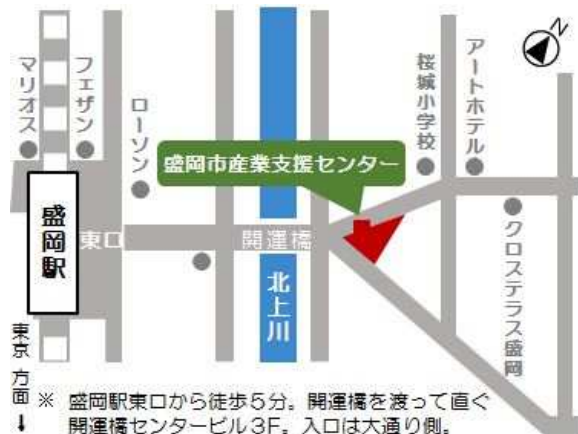 N
マリオス
フェザン
ローソン
桜城小学校
アートホテル
盛岡市産業支援センター
盛岡駅
東口
開運橋
北上川
クロステラス盛岡
東京方面
↓
※ 盛岡駅東口から徒歩5分。開運橋を渡って直ぐ
開運橋センタービル3F。入口は大通り側。